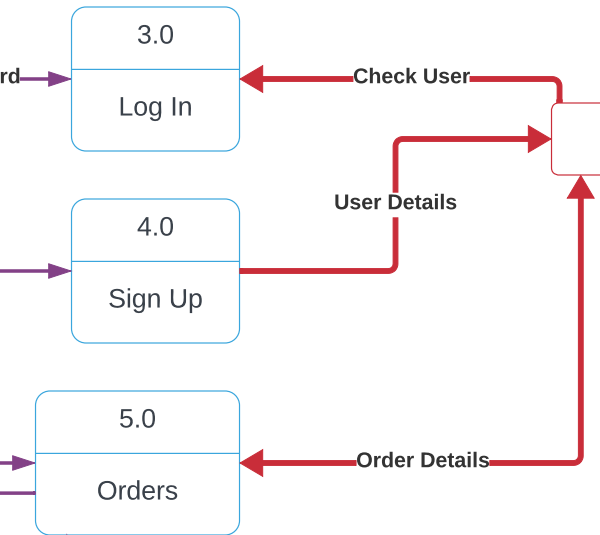 3.0
rd
Check User
Log In
User Details
4.0
Sign Up
5.0
Order Details
Orders